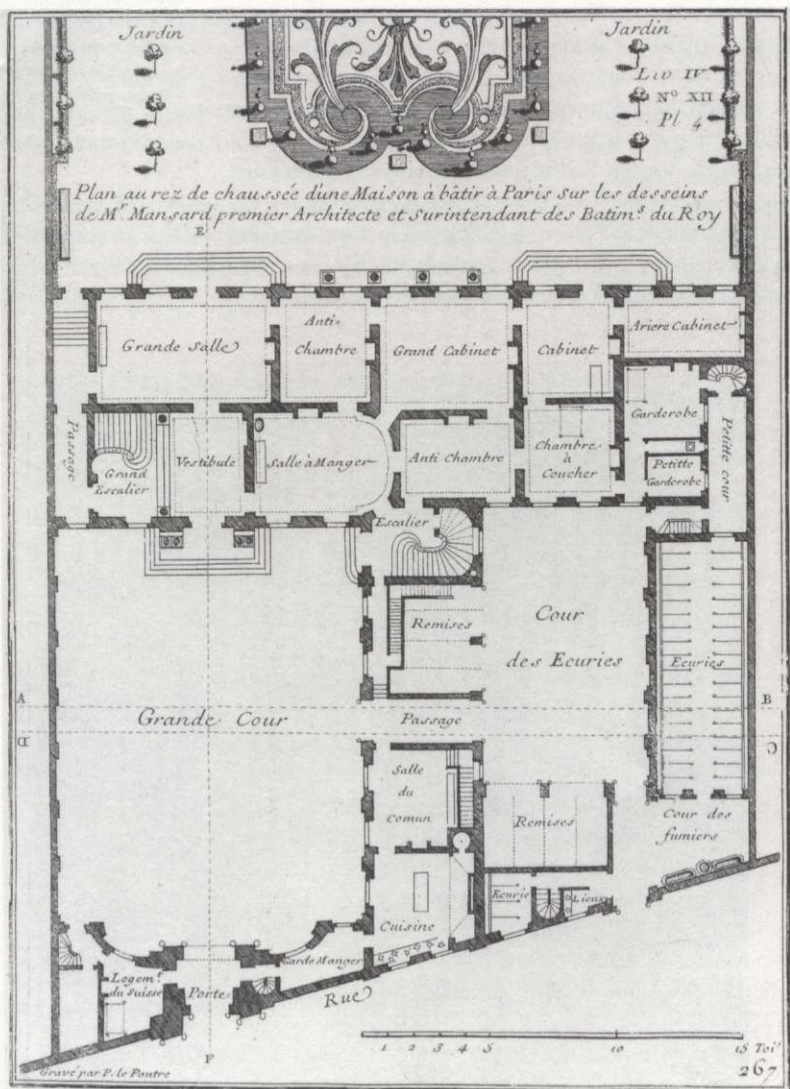 Jardin
Jardin
Liv IV.
N.º XII
Pl 4
Plan au rez de chaussée d'une Maison à bâtir à Paris sur les desseins
de M.r Mansard premier Architecte et Surintendant des Batim.s du Roy
E
Grande Salle
Anti-
Chambre
Grand Cabinet
Cabinet
Ariere Cabinet
Passage
Grand
Escalier
Vestibule
Salle à Manger
Anti Chambre
Chambre
à
Coucher
Garderobe
Petitte
Garderobe
Petitte cour
Escalier
Remises
Cour
des Ecuries
Ecuries
A
B
Grande Cour
Passage
D
C
Salle
du
Comun
Remises
Cour des
fumiers
Ecurie
Lieux
Cuisine
Garde Manger
Logem.t
du Suisse
Porte
Rue
F
1 2 3 4 5 10 15 Toi.s
Gravé par P. le Pautre
267